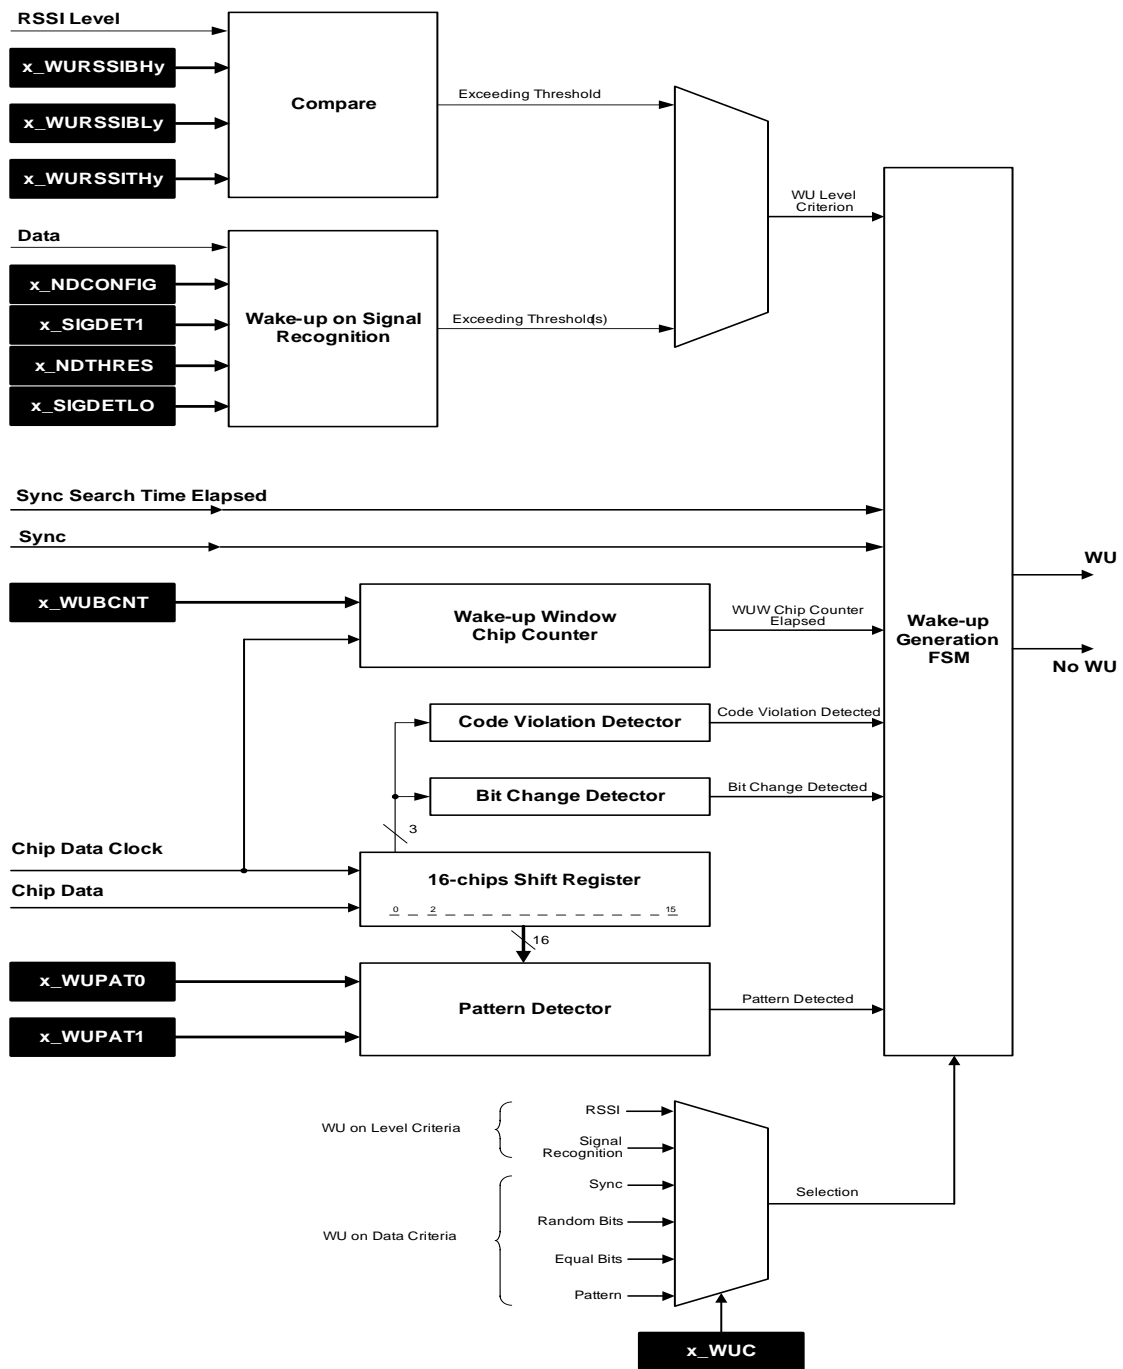 RSSI Level
x_WURSSIBHy
x_WURSSIBLy
x_WURSSITHy
Compare
Exceeding Threshold
WU Level
Criterion
Data
x_NDCONFIG
x_SIGDET1
x_NDTHRES
x_SIGDETLO
Wake-up on Signal
Recognition
Exceeding Threshold(s)
Sync Search Time Elapsed
Sync
x_WUBCNT
Wake-up Window
Chip Counter
WUW Chip Counter
Elapsed
Wake-up
Generation
FSM
WU
No WU
Code Violation Detector
Code Violation Detected
Bit Change Detector
Bit Change Detected
3
Chip Data Clock
Chip Data
16-chips Shift Register
0 2 15
16
x_WUPAT0
x_WUPAT1
Pattern Detector
Pattern Detected
WU on Level Criteria
RSSI
Signal
Recognition
WU on Data Criteria
Sync
Random Bits
Equal Bits
Pattern
Selection
x_WUC